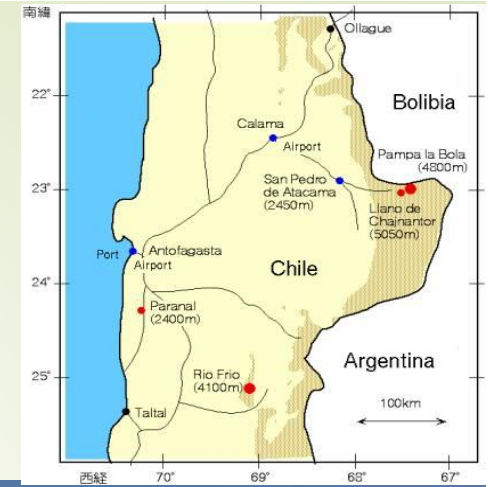 南緯
Ollague
22°
Bolibia
Calama
Airport
Pampa la Bola
(4800m)
San Pedro
de Atacama
(2450m)
23°
Llano de
Chajnantor
(5050m)
Port
Antofagasta
Airport
Chile
24°
Paranal
(2400m)
Argentina
Rio Frio
(4100m)
25°
100km
Taltal
西経
70°
69°
68°
67°